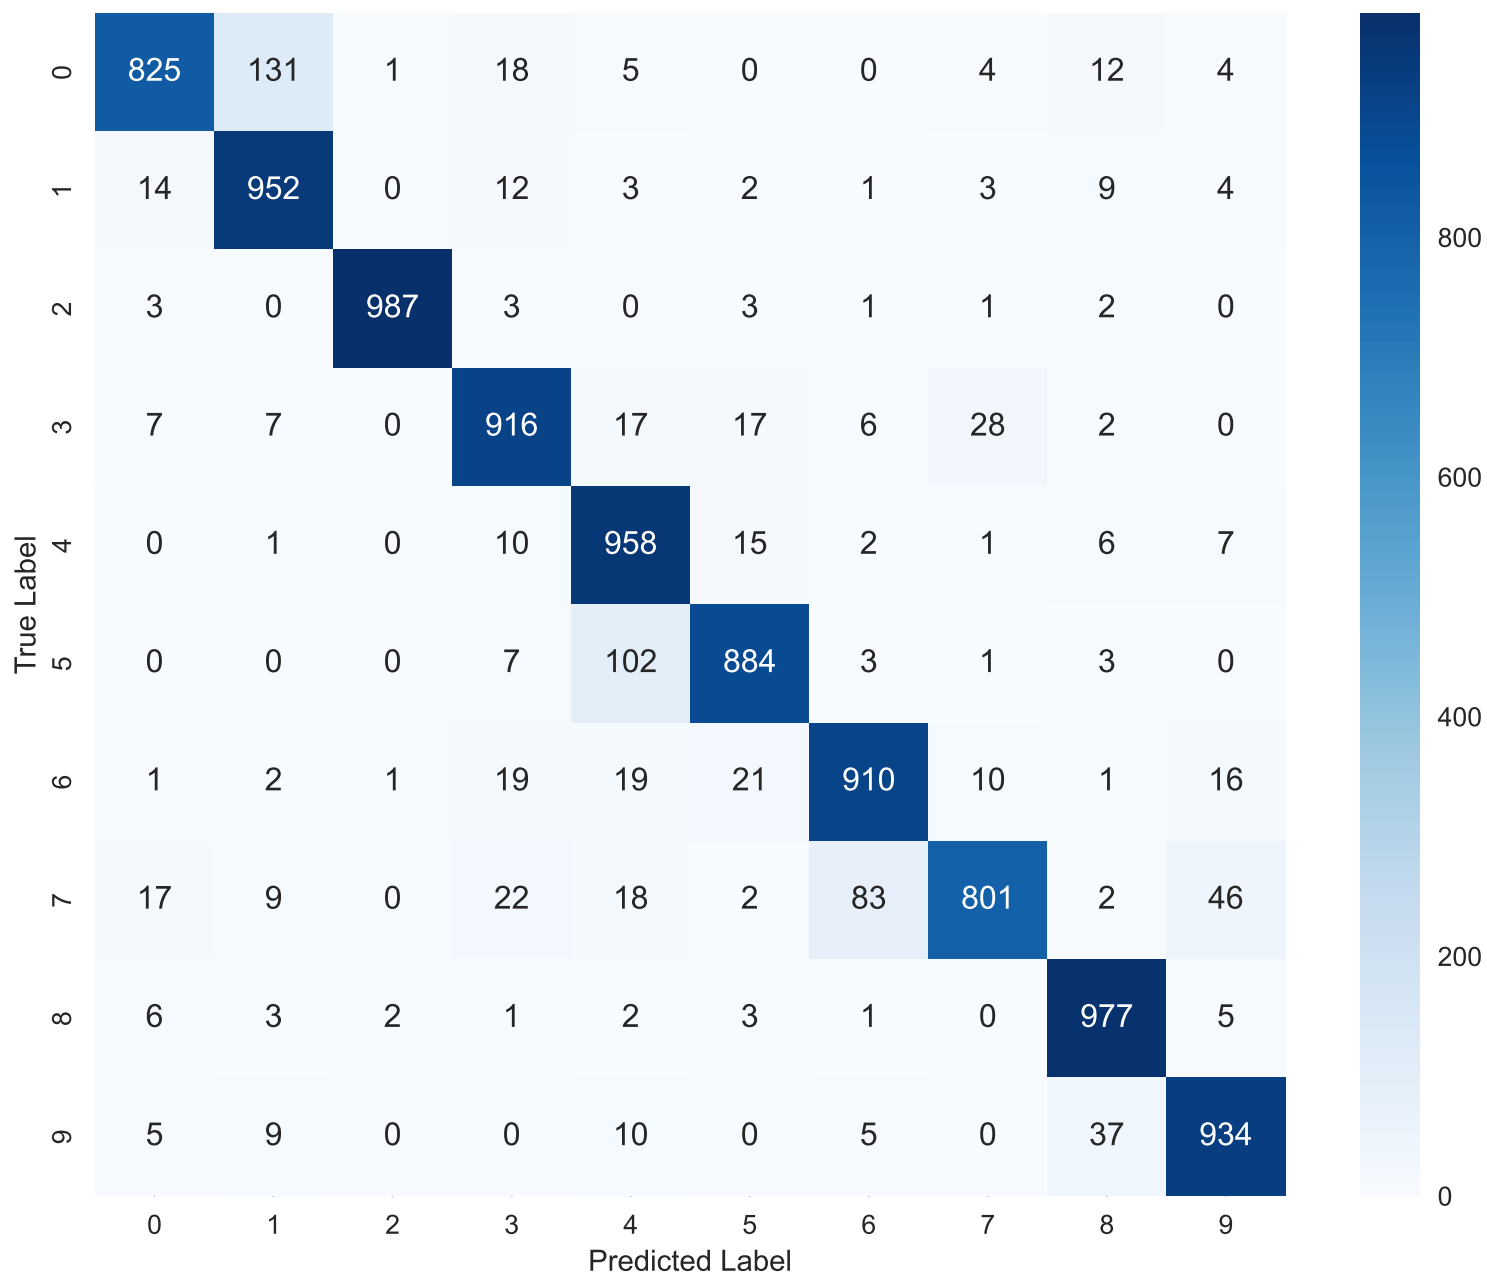 0 825 131 1 18 5 0 0 4 12 4
1 14 952 0 12 3 2 1 3 9 4
800
2 3 0 987 3 0 3 1 1 2 0
3 7 7 0 916 17 17 6 28 2 0
600
4 0 1 0 10 958 15 2 1 6 7
True Label
5 0 0 0 7 102 884 3 1 3 0
400
6 1 2 1 19 19 21 910 10 1 16
7 17 9 0 22 18 2 83 801 2 46
200
8 6 3 2 1 2 3 1 0 977 5
9 5 9 0 0 10 0 5 0 37 934
0
0 1 2 3 4 5 6 7 8 9
Predicted Label